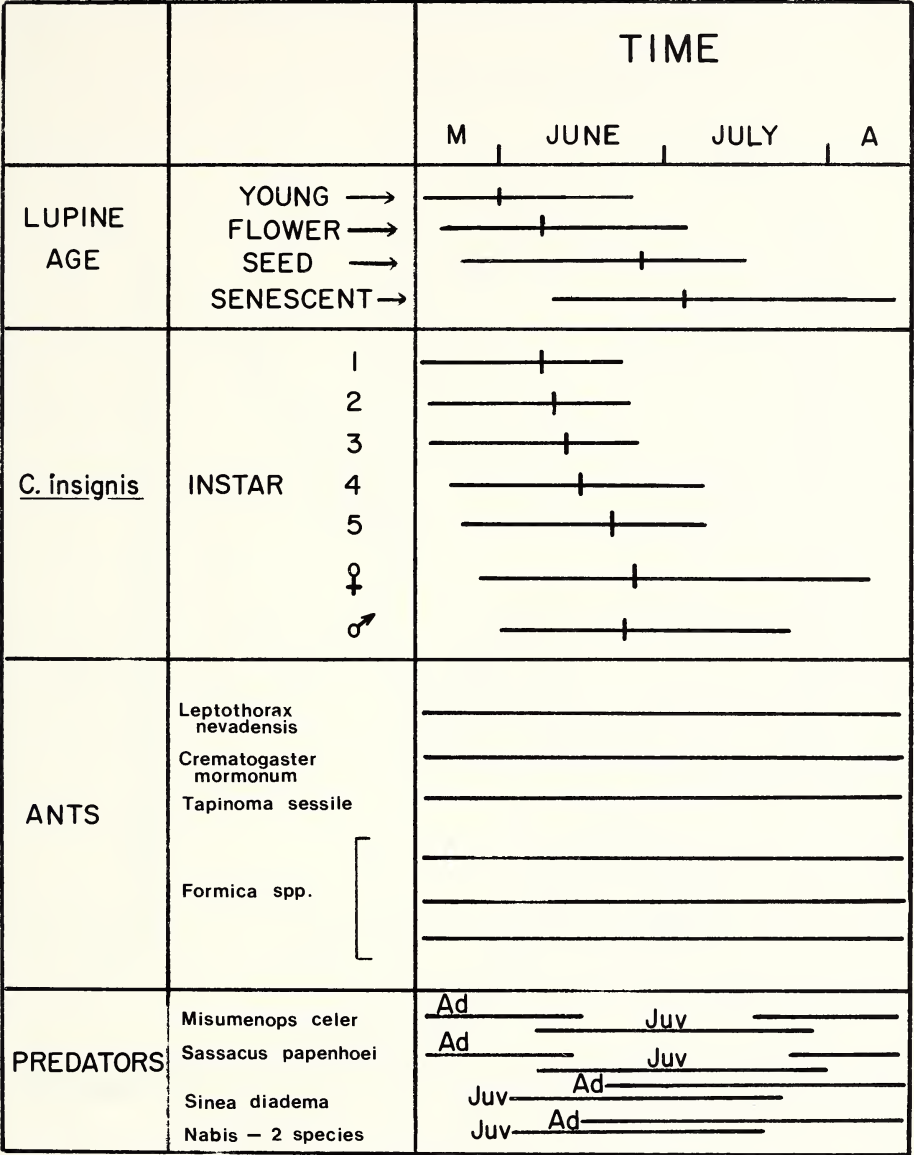 TIME
M JUNE JULY A
LUPINE
AGE
YOUNG →
FLOWER →
SEED →
SENESCENT →
C. insignis
INSTAR
1
2
3
4
5
♀
♂
ANTS
Leptothorax
nevadensis
Crematogaster
mormonum
Tapinoma sessile
Formica spp.
PREDATORS
Misumenops celer
Ad
Juv
Sassacus papenhoei
Ad
Juv
Sinea diadema
Ad
Juv
Nabis – 2 species
Ad
Juv